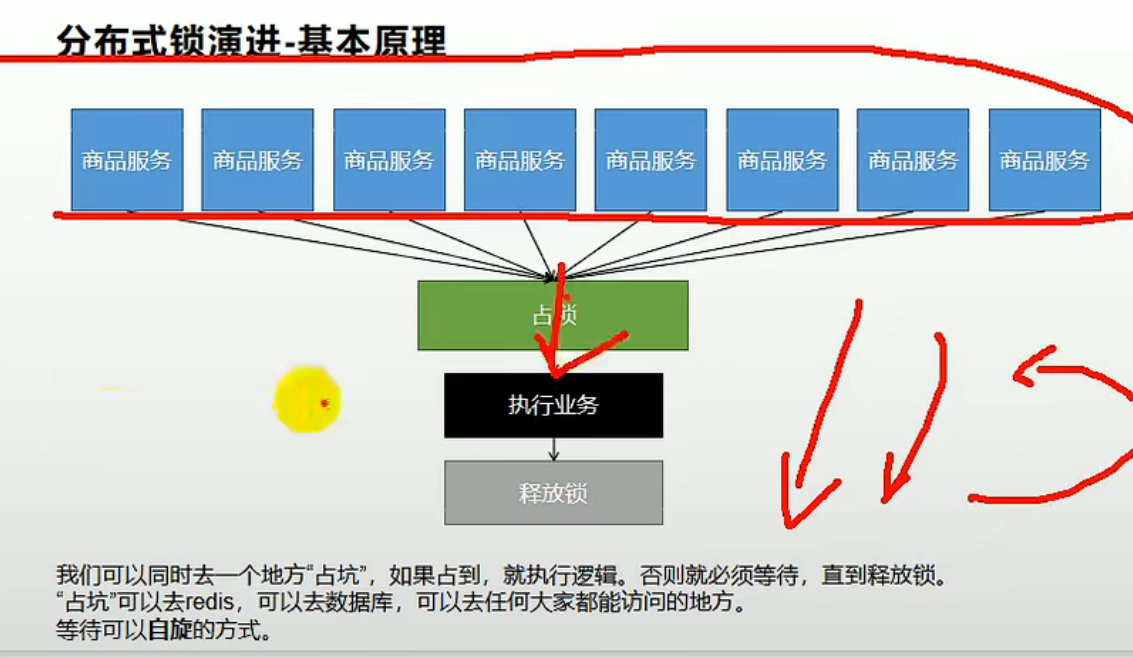 分布式锁演进-基本原理
商品服务 商品服务 商品服务 商品服务 商品服务 商品服务 商品服务 商品服务
占锁
执行业务
释放锁
我们可以同时去一个地方“占坑”，如果占到，就执行逻辑。否则就必须等待，直到释放锁。
“占坑”可以去redis，可以去数据库，可以去任何大家都能访问的地方。
等待可以自旋的方式。